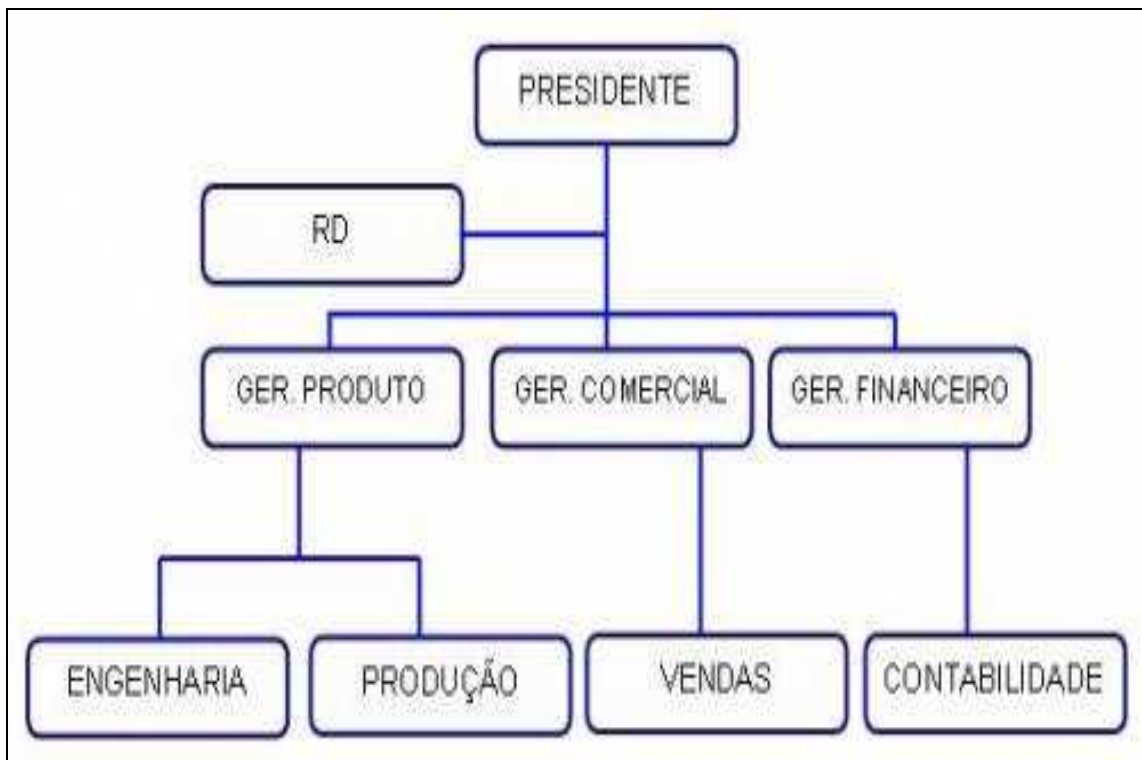 PRESIDENTE
RD
GER. PRODUTO
GER. COMERCIAL
GER. FINANCEIRO
ENGENHARIA
PRODUÇÃO
VENDAS
CONTABILIDADE